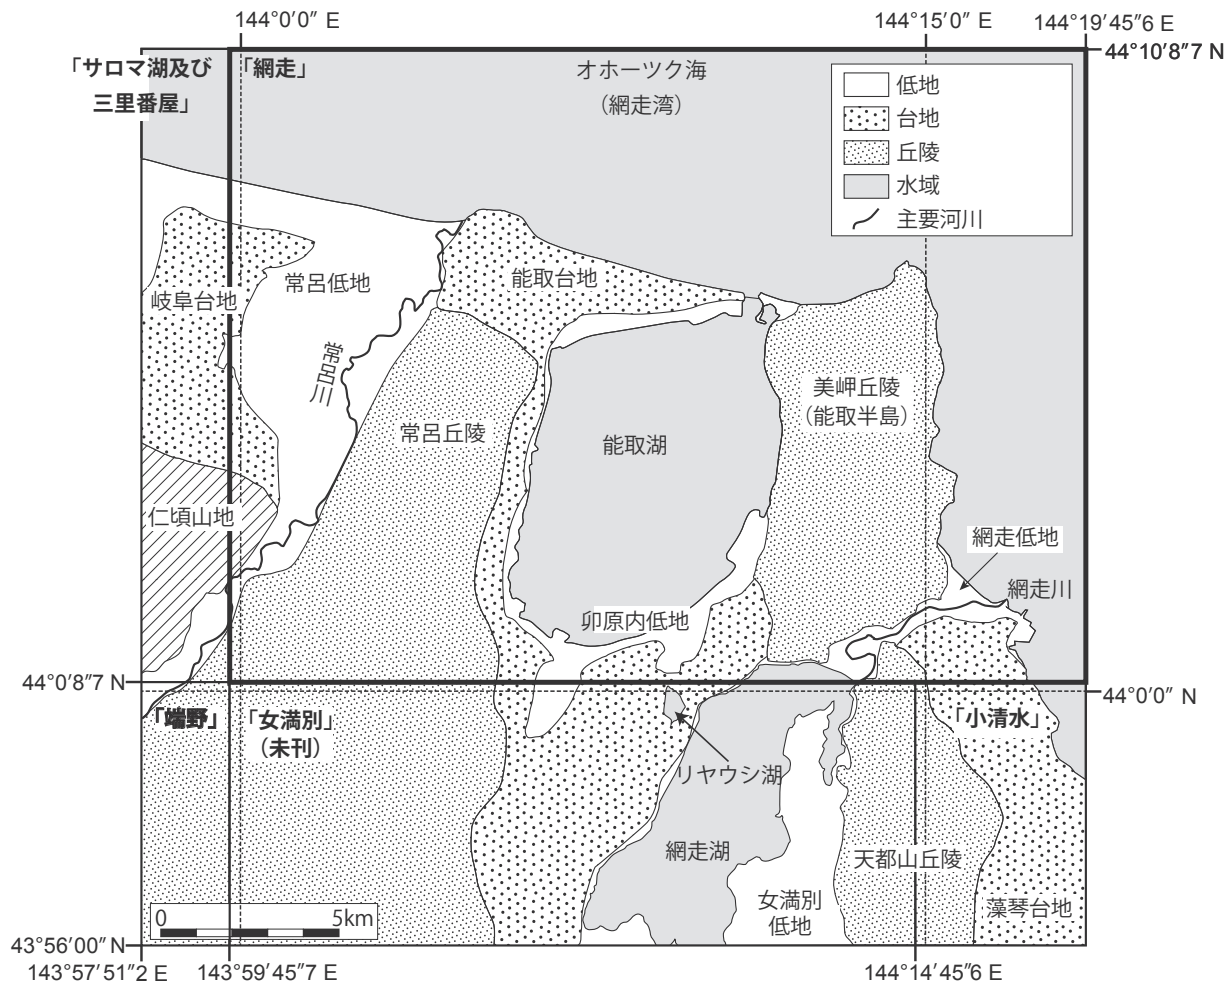 144°0′0″ E
144°15′0″ E
144°19′45″6 E
44°10′8″7 N
「サロマ湖及び
三里番屋」
「網走」
オホーツク海
（網走湾）
低地
台地
丘陵
水域
主要河川
能取台地
常呂低地
岐阜台地
常呂川
美岬丘陵
（能取半島）
常呂丘陵
能取湖
仁頃山地
網走低地
網走川
卯原内低地
44°0′8″7 N
44°0′0″ N
「端野」
「女満別」
（未刊）
「小清水」
リヤウシ湖
網走湖
天都山丘陵
女満別
低地
藻琴台地
0
5km
43°56′00″ N
143°57′51″2 E
143°59′45″7 E
144°14′45″6 E